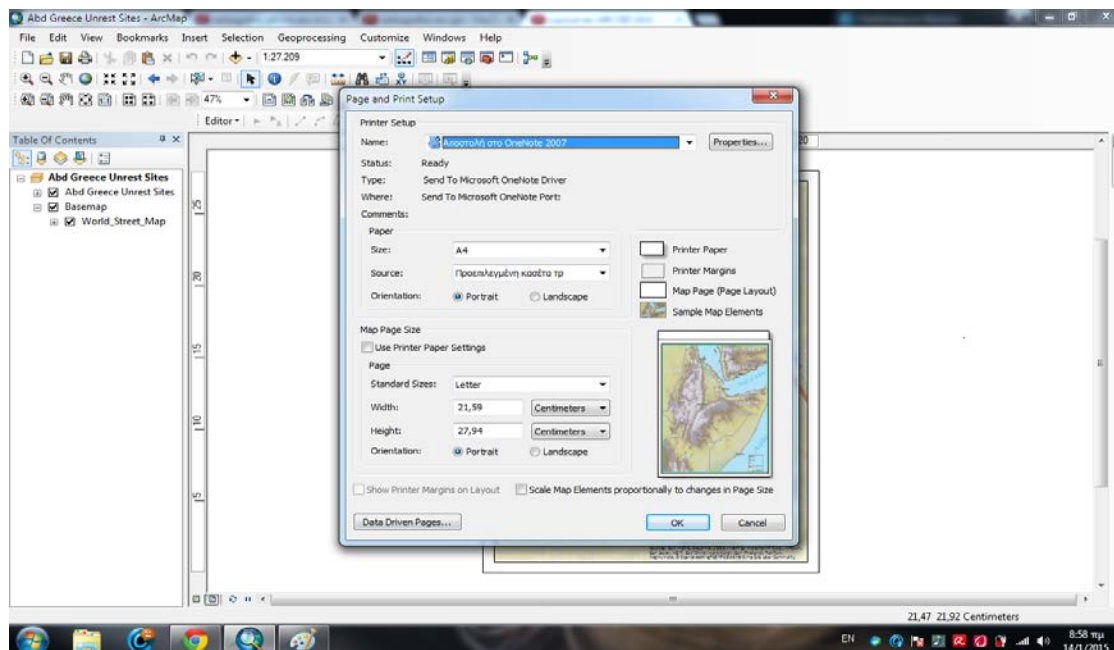 Abd Greece Unrest Sites - ArcMap
File Edit View Bookmarks Insert Selection Geoprocessing Customize Windows Help
1:27.209
47%
Editor
Page and Print Setup
Table Of Contents
Abd Greece Unrest Sites
Abd Greece Unrest Sites
Basemap
World_Street_Map
Printer Setup
Name: Αποστολή στο OneNote 2007 Properties...
Status: Ready
Type: Send To Microsoft OneNote Driver
Where: Send To Microsoft OneNote Port:
Comments:
Paper
Size: A4
Source: Προεπιλεγμένη κασέτα τρ
Orientation: Portrait Landscape
Printer Paper
Printer Margins
Map Page (Page Layout)
Sample Map Elements
Map Page Size
Use Printer Paper Settings
Page
Standard Sizes: Letter
Width: 21,59 Centimeters
Height: 27,94 Centimeters
Orientation: Portrait Landscape
Show Printer Margins on Layout Scale Map Elements proportionally to changes in Page Size
Data Driven Pages... OK Cancel
20
25
20
15
10
5
21,47 21,92 Centimeters
EN
8:58 πμ
14/1/2015